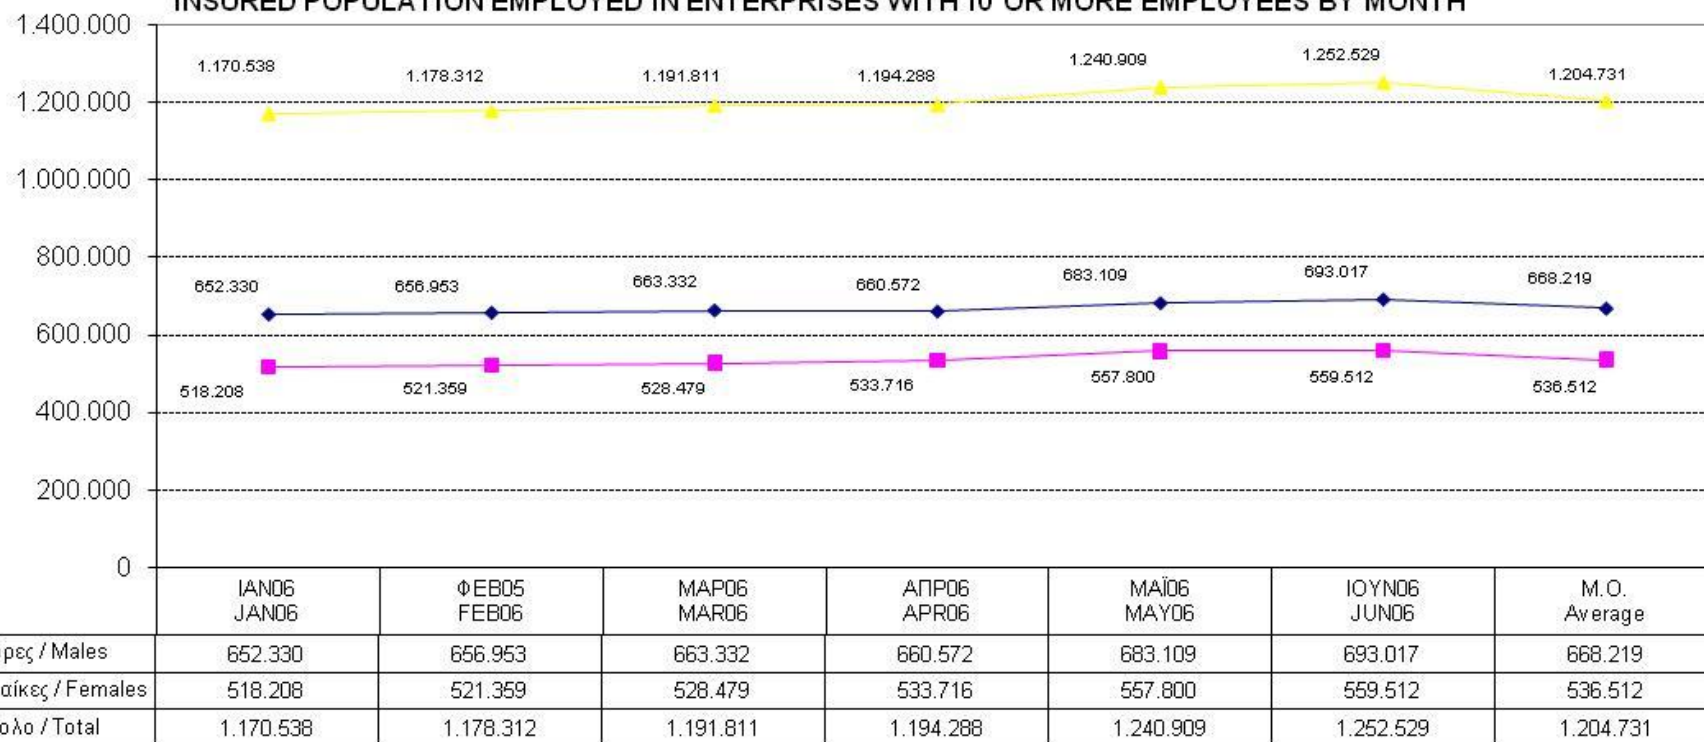 INSURED POPULATION EMPLOYED IN ENTERPRISES WITH 10 OR MORE EMPLOYEES BY MONTH
1.400.000
1.200.000
1.000.000
800.000
600.000
400.000
200.000
0
1.170.538 1.178.312 1.191.811 1.194.288 1.240.909 1.252.529 1.204.731
652.330 656.953 663.332 660.572 683.109 693.017 668.219
518.208 521.359 528.479 533.716 557.800 559.512 536.512
ΙΑΝ06 ΦΕΒ05 ΜΑΡ06 ΑΠΡ06 ΜΑΪ06 ΙΟΥΝ06 Μ.Ο.
JAN06 FEB06 MAR06 APR06 MAY06 JUN06 Average
ρες / Males 652.330 656.953 663.332 660.572 683.109 693.017 668.219
αίκες / Females 518.208 521.359 528.479 533.716 557.800 559.512 536.512
ολο / Total 1.170.538 1.178.312 1.191.811 1.194.288 1.240.909 1.252.529 1.204.731